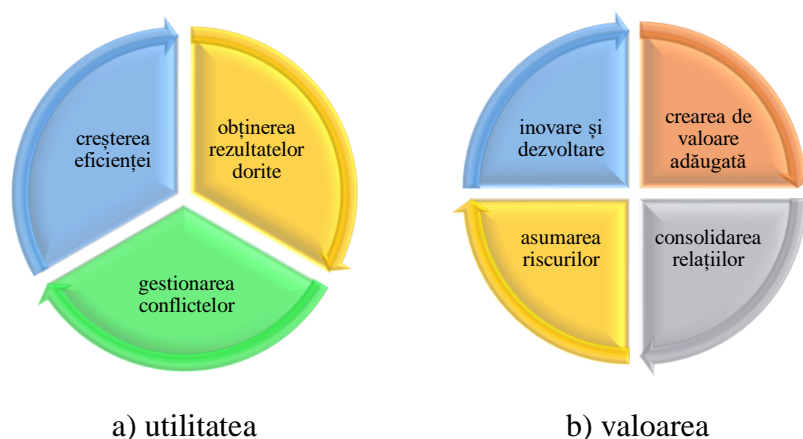 creșterea
eficienței
obținerea
rezultatelor
dorite
gestionarea
conflictelor
a) utilitatea
inovare și
dezvoltare
crearea de
valoare
adăugată
asumarea
riscurilor
consolidarea
relațiilor
b) valoarea